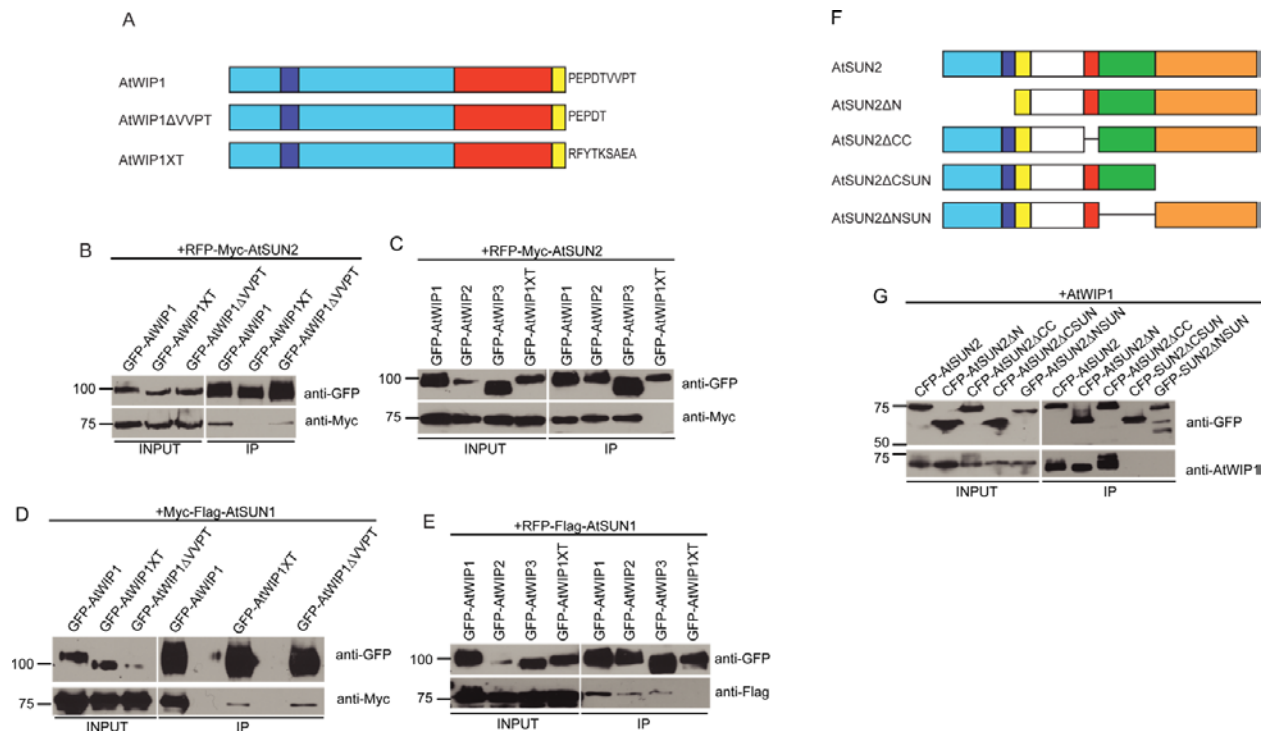 A
AtWIP1
PEPDTVVPT
AtWIP1ΔVVPT
PEPDT
AtWIP1XT
RFYTKSAEA
B
+RFP-Myc-AtSUN2
GFP-AtWIP1
GFP-AtWIP1XT
GFP-AtWIP1ΔVVPT
GFP-AtWIP1
GFP-AtWIP1XT
GFP-AtWIP1ΔVVPT
100
anti-GFP
75
anti-Myc
INPUT
IP
C
+RFP-Myc-AtSUN2
GFP-AtWIP1
GFP-AtWIP2
GFP-AtWIP3
GFP-AtWIP1XT
GFP-AtWIP1
GFP-AtWIP2
GFP-AtWIP3
GFP-AtWIP1XT
100
anti-GFP
75
anti-Myc
INPUT
IP
D
+Myc-Flag-AtSUN1
GFP-AtWIP1
GFP-AtWIP1XT
GFP-AtWIP1ΔVVPT
GFP-AtWIP1
GFP-AtWIP1XT
GFP-AtWIP1ΔVVPT
100
anti-GFP
75
anti-Myc
INPUT
IP
E
+RFP-Flag-AtSUN1
GFP-AtWIP1
GFP-AtWIP2
GFP-AtWIP3
GFP-AtWIP1XT
GFP-AtWIP1
GFP-AtWIP2
GFP-AtWIP3
GFP-AtWIP1XT
100
anti-GFP
75
anti-Flag
INPUT
IP
F
AtSUN2
AtSUN2ΔN
AtSUN2ΔCC
AtSUN2ΔCSUN
AtSUN2ΔNSUN
G
+AtWIP1
CFP-AtSUN2
CFP-AtSUN2ΔN
CFP-AtSUN2ΔCC
CFP-AtSUN2ΔCSUN
GFP-AtSUN2ΔNSUN
CFP-AtSUN2
CFP-AtSUN2ΔN
CFP-AtSUN2ΔCC
CFP-SUN2ΔCSUN
GFP-SUN2ΔNSUN
75
anti-GFP
50
75
anti-AtWIP1
INPUT
IP